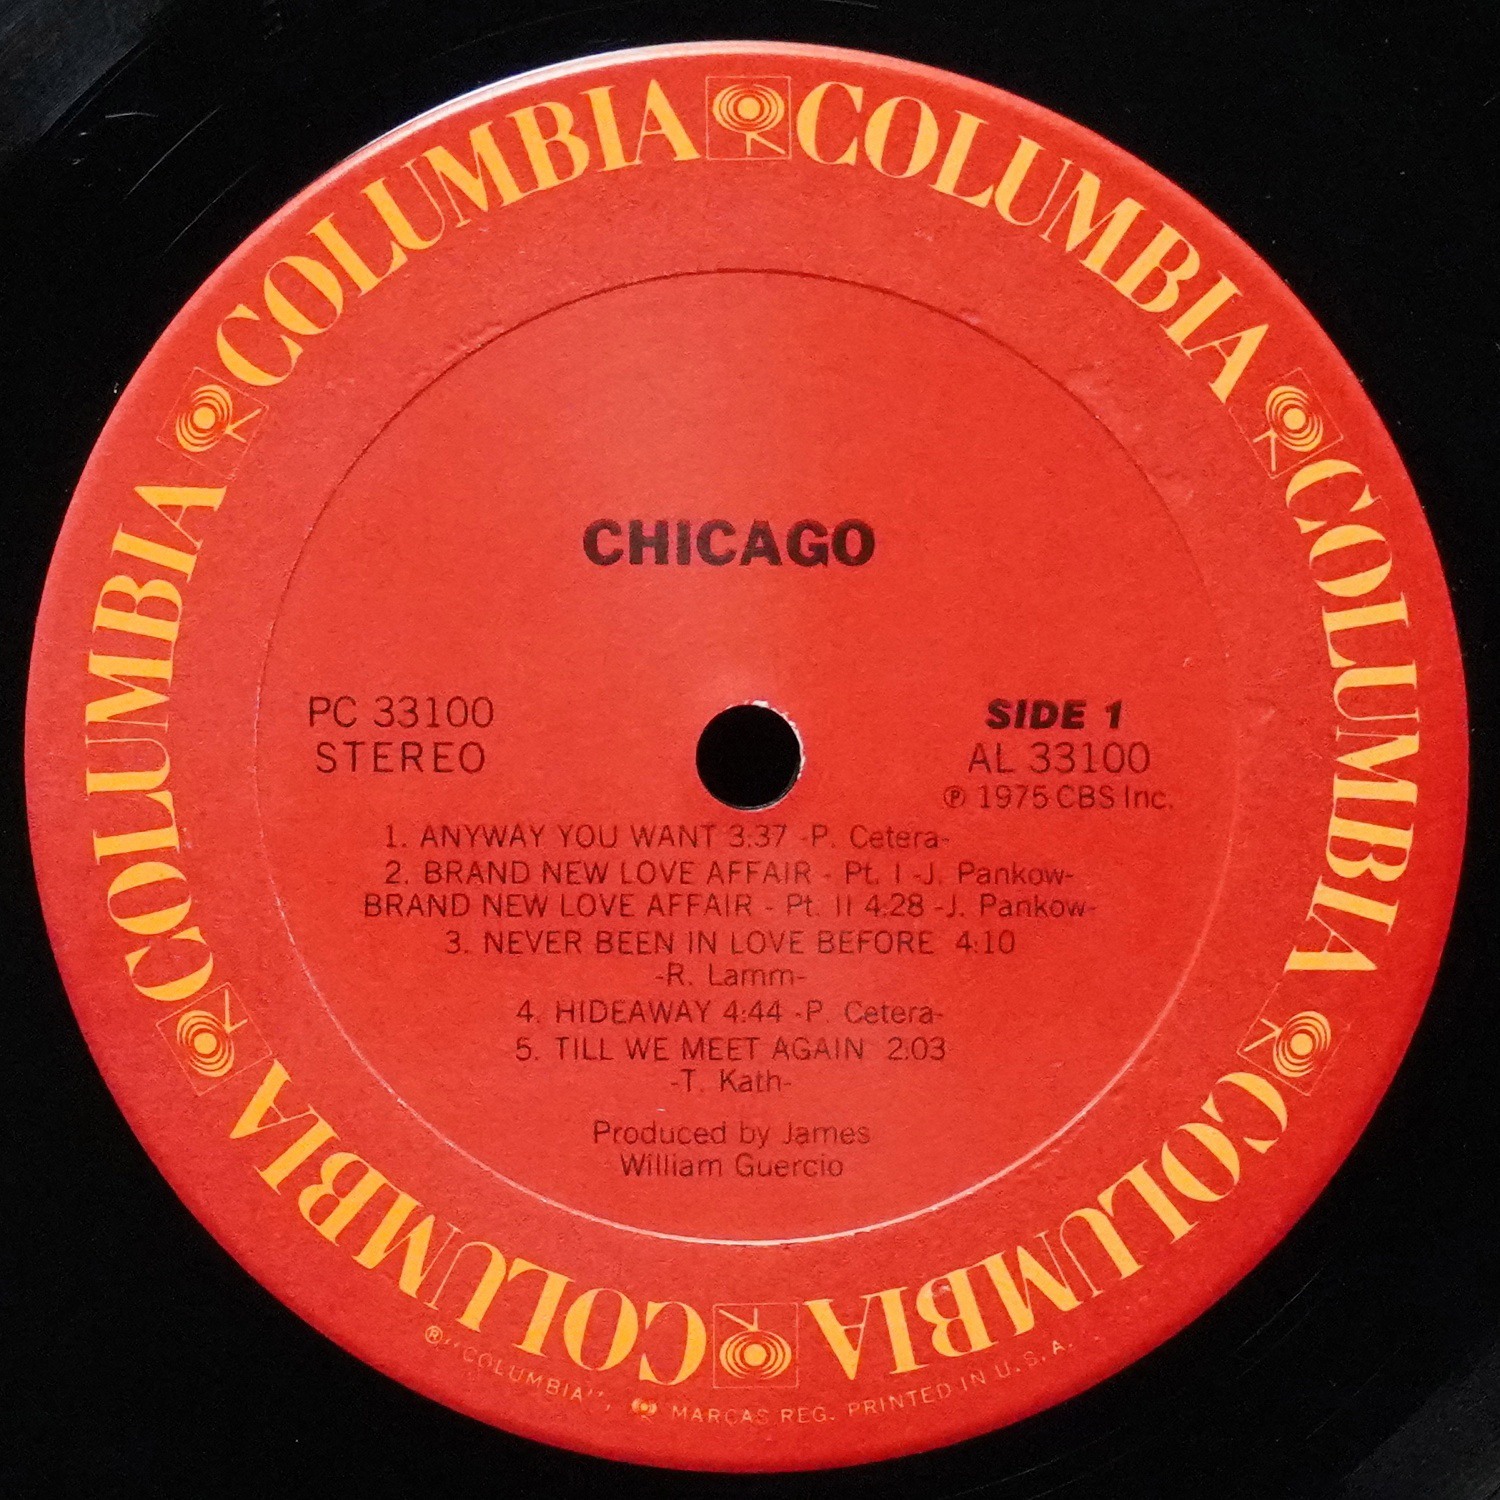 COLUMBIA COLUMBIA COLUMBIA COLUMBIA COLUMBIA COLUMBIA
CHICAGO
PC 33100
STEREO
SIDE 1
AL 33100
℗ 1975 CBS Inc.
1. ANYWAY YOU WANT 3:37 -P. Cetera-
2. BRAND NEW LOVE AFFAIR - Pt. I -J. Pankow-
BRAND NEW LOVE AFFAIR - Pt. II 4:28 -J. Pankow-
3. NEVER BEEN IN LOVE BEFORE 4:10
-R. Lamm-
4. HIDEAWAY 4:44 -P. Cetera-
5. TILL WE MEET AGAIN 2:03
-T. Kath-
Produced by James
William Guercio
® "COLUMBIA", MARCAS REG. PRINTED IN U.S.A.